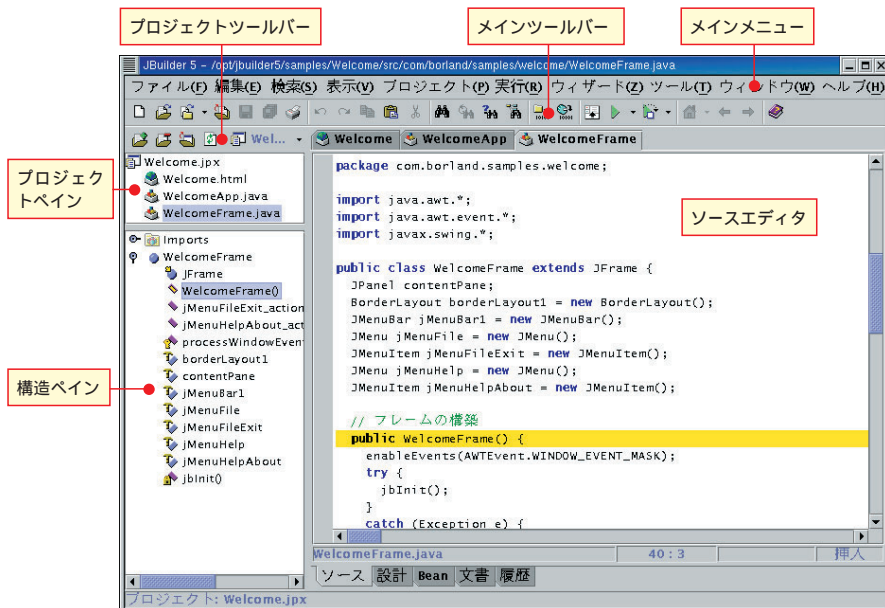 プロジェクトツールバー
メインツールバー
メインメニュー
JBuilder 5 - /opt/jbuilder5/samples/Welcome/src/com/borland/samples/welcome/WelcomeFrame.java
ファイル(F) 編集(E) 検索(S) 表示(V) プロジェクト(P) 実行(R) ウィザード(Z) ツール(T) ウィンドウ(W) ヘルプ(H)
Wel...
Welcome WelcomeApp WelcomeFrame
プロジェク
トペイン
Welcome.jpx
Welcome.html
WelcomeApp.java
WelcomeFrame.java
構造ペイン
Imports
WelcomeFrame
JFrame
WelcomeFrame()
jMenuFileExit_action
jMenuHelpAbout_act
processWindowEven
borderLayout1
contentPane
jMenuBar1
jMenuFile
jMenuFileExit
jMenuHelp
jMenuHelpAbout
jbInit()
ソースエディタ
package com.borland.samples.welcome;
import java.awt.*;
import java.awt.event.*;
import javax.swing.*;
public class WelcomeFrame extends JFrame {
JPanel contentPane;
BorderLayout borderLayout1 = new BorderLayout();
JMenuBar jMenuBar1 = new JMenuBar();
JMenu jMenuFile = new JMenu();
JMenuItem jMenuFileExit = new JMenuItem();
JMenu jMenuHelp = new JMenu();
JMenuItem jMenuHelpAbout = new JMenuItem();
// フレームの構築
public WelcomeFrame() {
enableEvents(AWTEvent.WINDOW_EVENT_MASK);
try {
jbInit();
}
catch (Exception e) {
WelcomeFrame.java 40:3 挿入
ソース 設計 Bean 文書 履歴
プロジェクト: Welcome.jpx